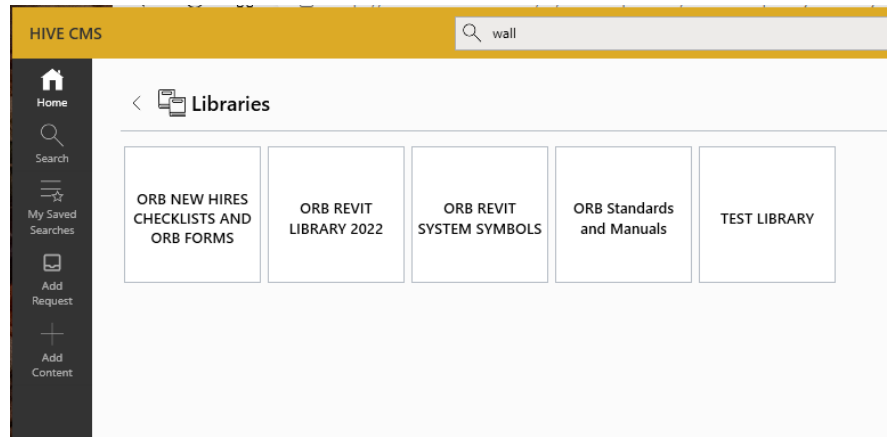 HIVE CMS
wall
Home
Search
My Saved
Searches
Add
Request
Add
Content
Libraries
ORB NEW HIRES
CHECKLISTS AND
ORB FORMS
ORB REVIT
LIBRARY 2022
ORB REVIT
SYSTEM SYMBOLS
ORB Standards
and Manuals
TEST LIBRARY